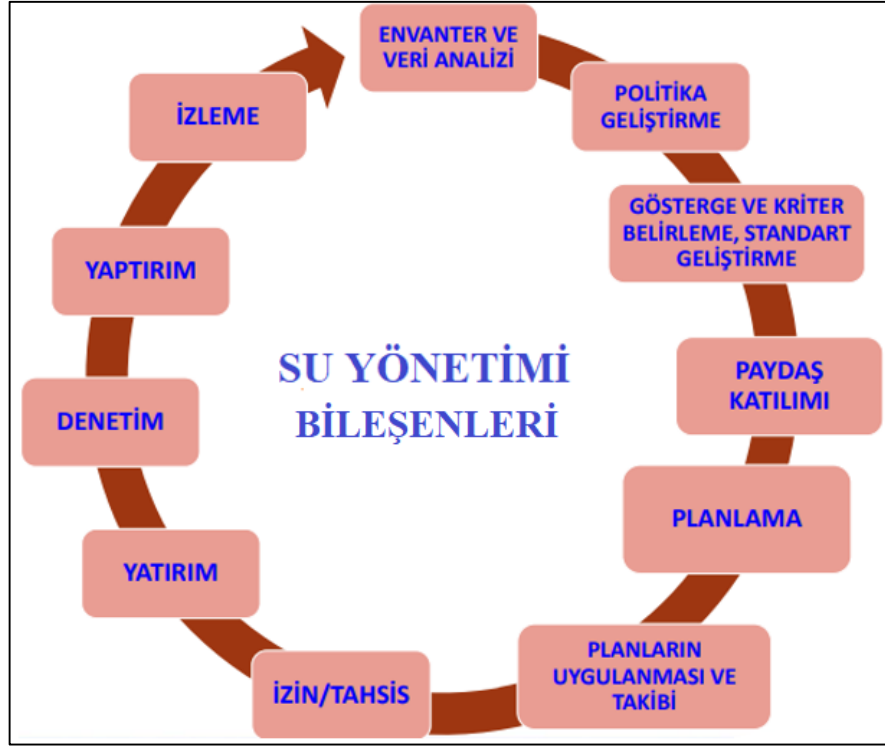 ENVANTER VE
VERİ ANALİZİ
POLİTİKA
GELİŞTİRME
GÖSTERGE VE KRİTER
BELİRLEME, STANDART
GELİŞTİRME
PAYDAŞ
KATILIMI
PLANLAMA
PLANLARIN
UYGULANMASI VE
TAKİBİ
İZİN/TAHSİS
YATIRIM
DENETİM
YAPTIRIM
İZLEME
SU YÖNETİMİ
BİLEŞENLERİ